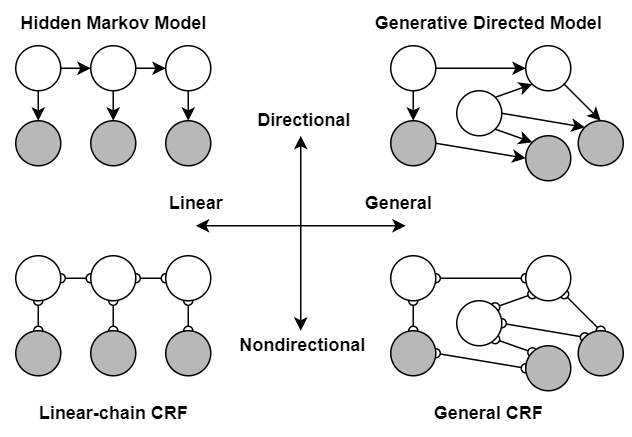 Hidden Markov Model
Generative Directed Model
Directional
Linear
General
Nondirectional
Linear-chain CRF
General CRF